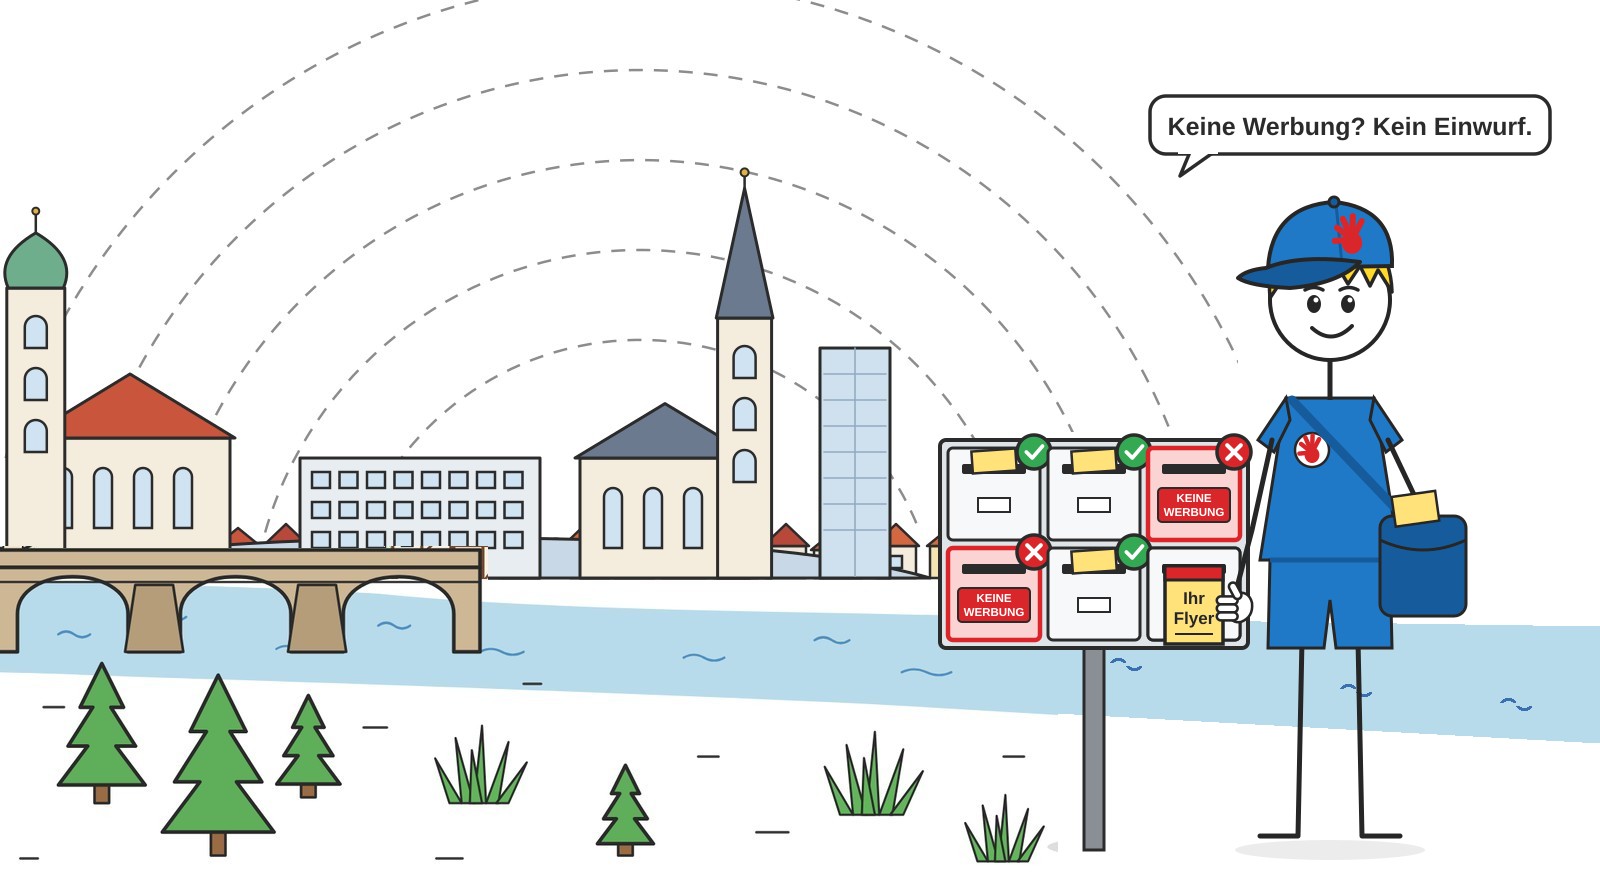 Keine Werbung? Kein Einwurf.
KEINE
WERBUNG
KEINE
WERBUNG
Ihr
Flyer